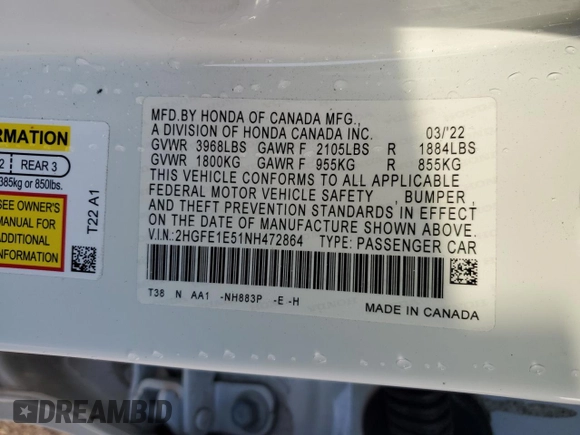 MFD.BY HONDA OF CANADA MFG.,
A DIVISION OF HONDA CANADA INC. 03/'22
GVWR 3968LBS GAWR F 2105LBS R 1884LBS
GVWR 1800KG GAWR F 955KG R 855KG
THIS VEHICLE CONFORMS TO ALL APPLICABLE
FEDERAL MOTOR VEHICLE SAFETY , BUMPER ,
AND THEFT PREVENTION STANDARDS IN EFFECT
ON THE DATE OF MANUFACTURE SHOWN ABOVE.
V.I.N.:2HGFE1E51NH472864 TYPE: PASSENGER CAR
T38 N AA1 -NH883P -E -H
MADE IN CANADA
ORMATION
2 REAR 3
385kg or 850lbs.
SEE OWNER'S
MANUAL FOR
ADDITIONAL
INFORMATION
T22 A1
DREAMBID